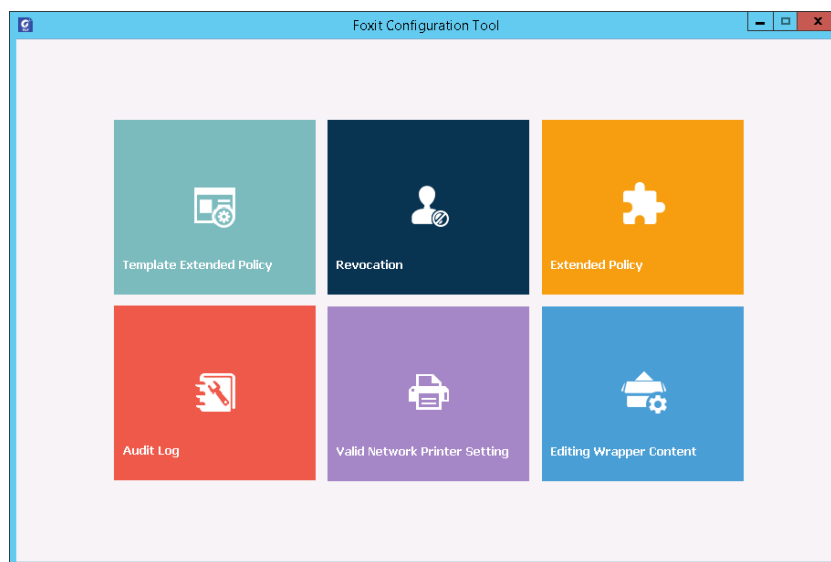 Foxit Configuration Tool
Template Extended Policy
Revocation
Extended Policy
Audit Log
Valid Network Printer Setting
Editing Wrapper Content